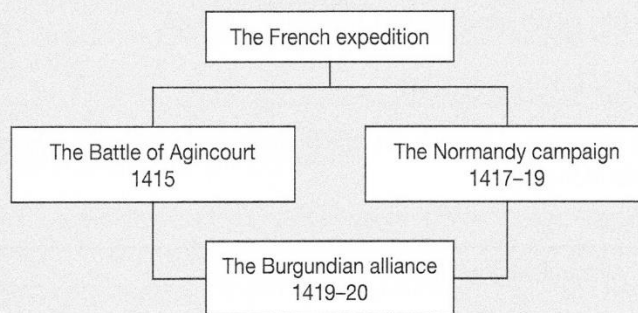 The French expedition
The Battle of Agincourt
1415
The Normandy campaign
1417–19
The Burgundian alliance
1419–20